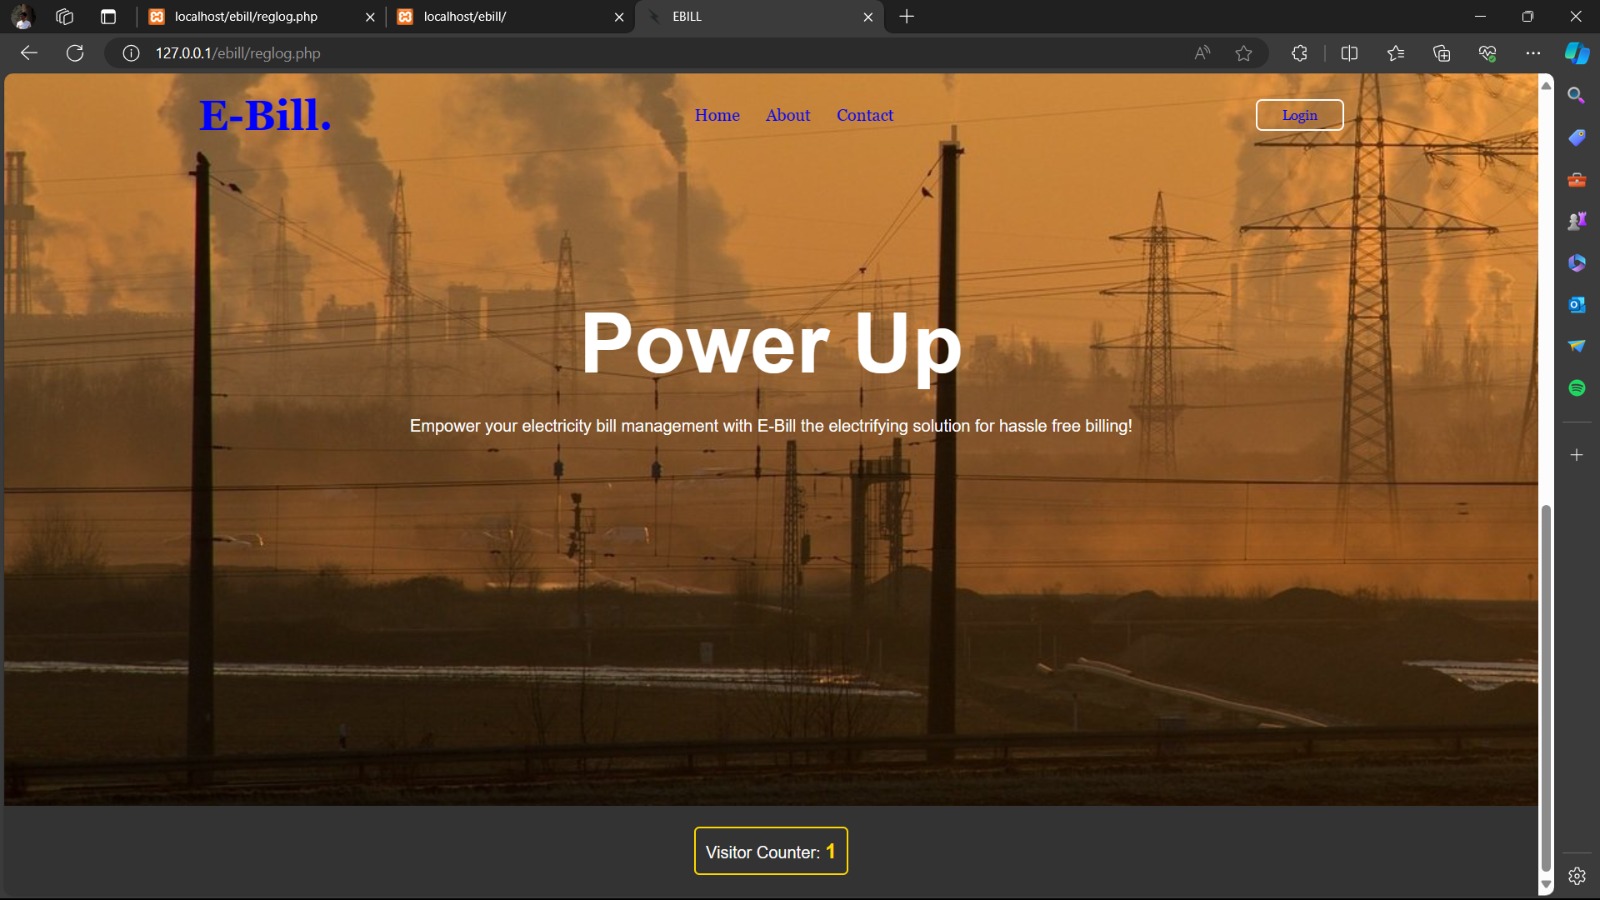 localhost/ebill/reglog.php
localhost/ebill/
EBILL
127.0.0.1/ebill/reglog.php
E-Bill.
Home About Contact
Login
Power Up
Empower your electricity bill management with E-Bill the electrifying solution for hassle free billing!
Visitor Counter: 1